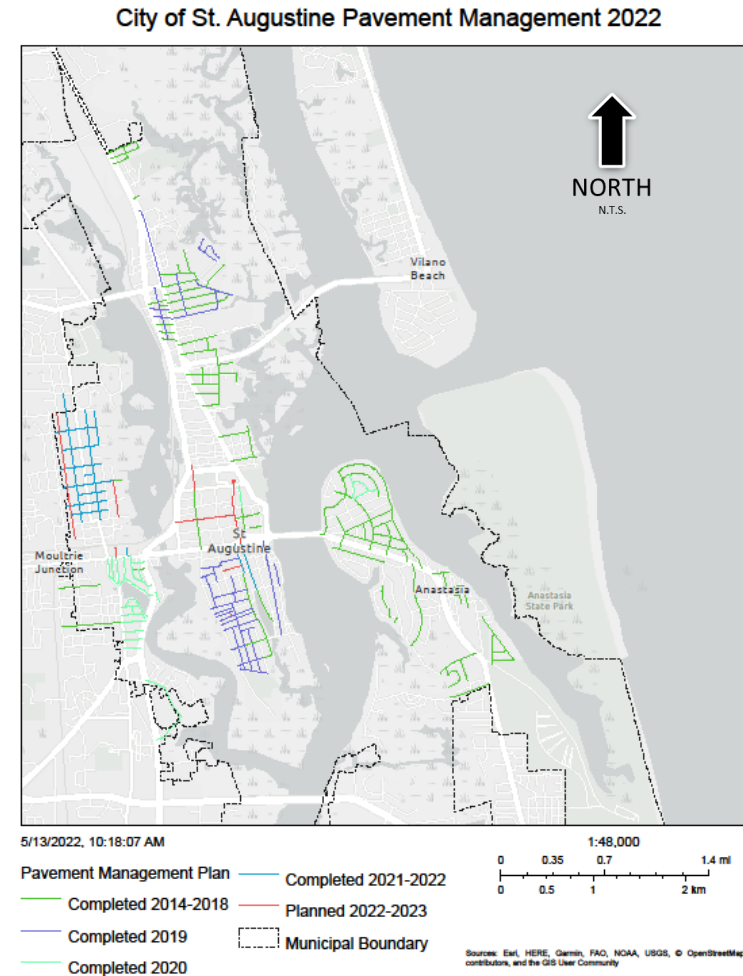 City of St. Augustine Pavement Management 2022
NORTH
N.T.S.
Vilano
Beach
St
Augustine
Moultrie
Junction
Anastasia
Anastasia
State Park
5/13/2022, 10:18:07 AM
Pavement Management Plan
Completed 2014-2018
Completed 2019
Completed 2020
Completed 2021-2022
Planned 2022-2023
Municipal Boundary
1:48,000
0 0.35 0.7 1.4 mi
0 0.5 1 2 km
Sources: Esri, HERE, Garmin, FAO, NOAA, USGS, © OpenStreetMap
contributors, and the GIS User Community